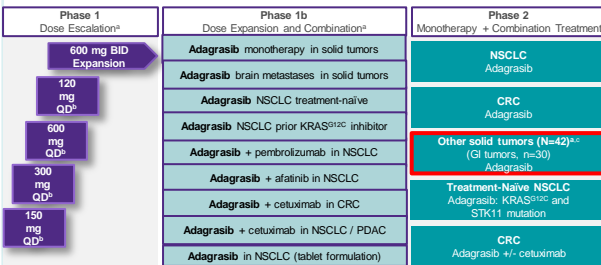 Phase 1
Dose Escalationᵃ
600 mg BID
Expansion
120
mg
QDᵇ
600
mg
QDᵇ
300
mg
QDᵇ
150
mg
QDᵇ
Phase 1b
Dose Expansion and Combinationᵃ
Adagrasib monotherapy in solid tumors
Adagrasib brain metastases in solid tumors
Adagrasib NSCLC treatment-naïve
Adagrasib NSCLC prior KRASᴳ¹²ᶜ inhibitor
Adagrasib + pembrolizumab in NSCLC
Adagrasib + afatinib in NSCLC
Adagrasib + cetuximab in CRC
Adagrasib + cetuximab in NSCLC / PDAC
Adagrasib in NSCLC (tablet formulation)
Phase 2
Monotherapy + Combination Treatment
NSCLC
Adagrasib
CRC
Adagrasib
Other solid tumors (N=42)ᵃ,ᶜ
(GI tumors, n=30)
Adagrasib
Treatment-Naïve NSCLC
Adagrasib: KRASᴳ¹²ᶜ and
STK11 mutation
CRC
Adagrasib +/- cetuximab